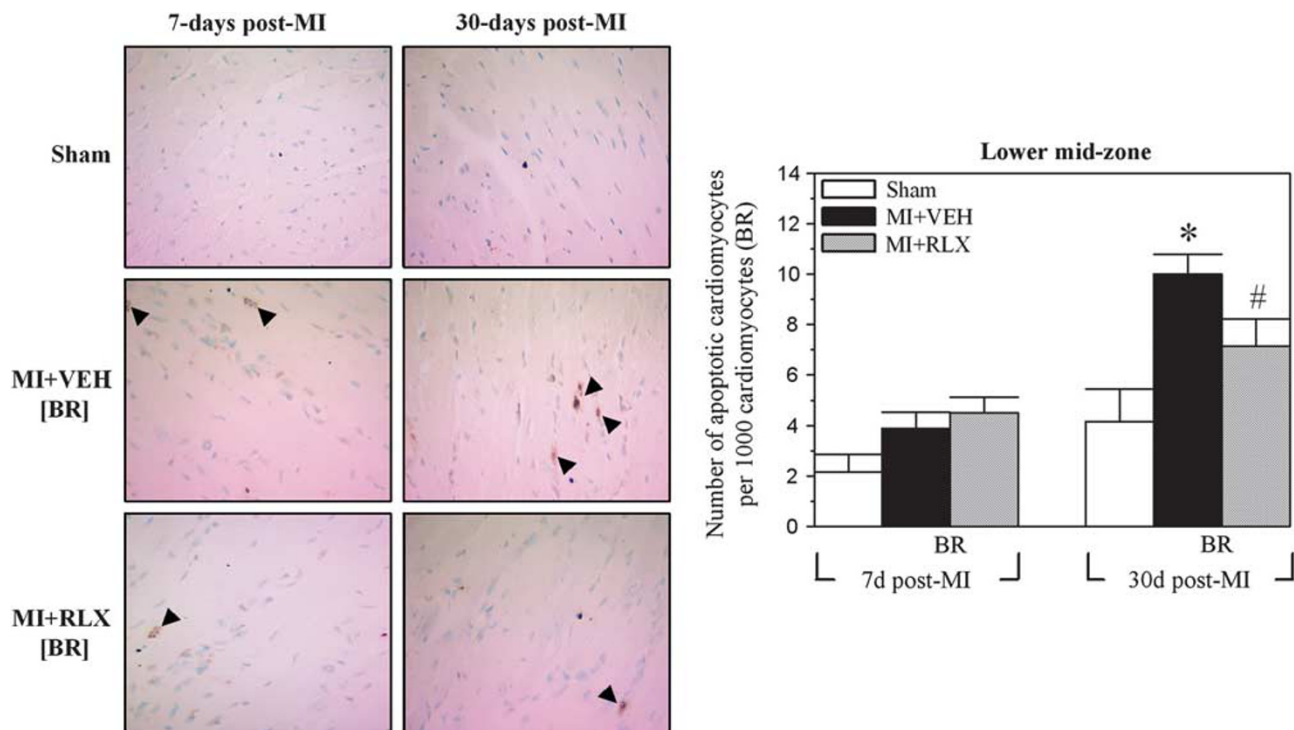 7-days post-MI
30-days post-MI
Sham
MI+VEH
[BR]
MI+RLX
[BR]
Lower mid-zone
Number of apoptotic cardiomyocytes
per 1000 cardiomyocytes (BR)
14
12
10
8
6
4
2
0
Sham
MI+VEH
MI+RLX
*
#
BR
BR
7d post-MI
30d post-MI